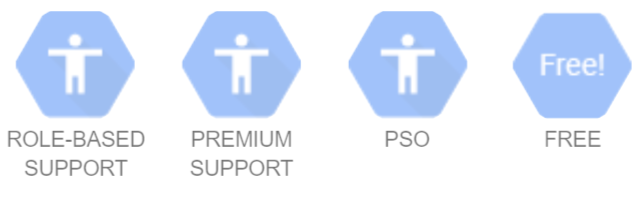 Free!
ROLE-BASED
SUPPORT
PREMIUM
SUPPORT
PSO
FREE